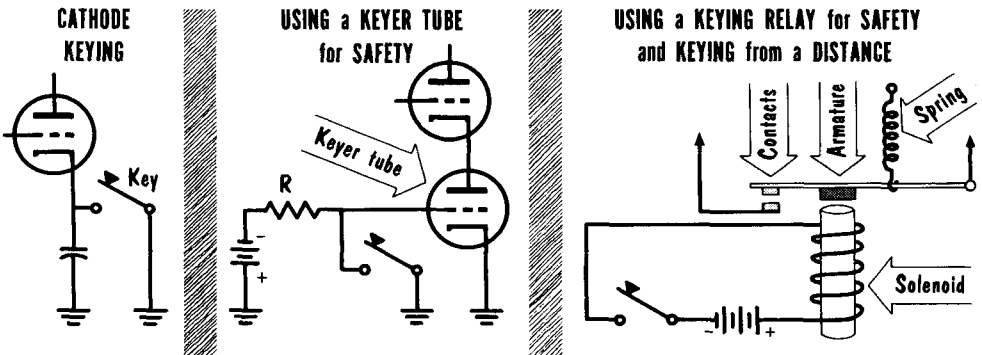 CATHODE
KEYING
Key
USING a KEYER TUBE
for SAFETY
Keyer tube
R
-
+
USING a KEYING RELAY for SAFETY
and KEYING from a DISTANCE
Contacts
Armature
Spring
Solenoid
- +